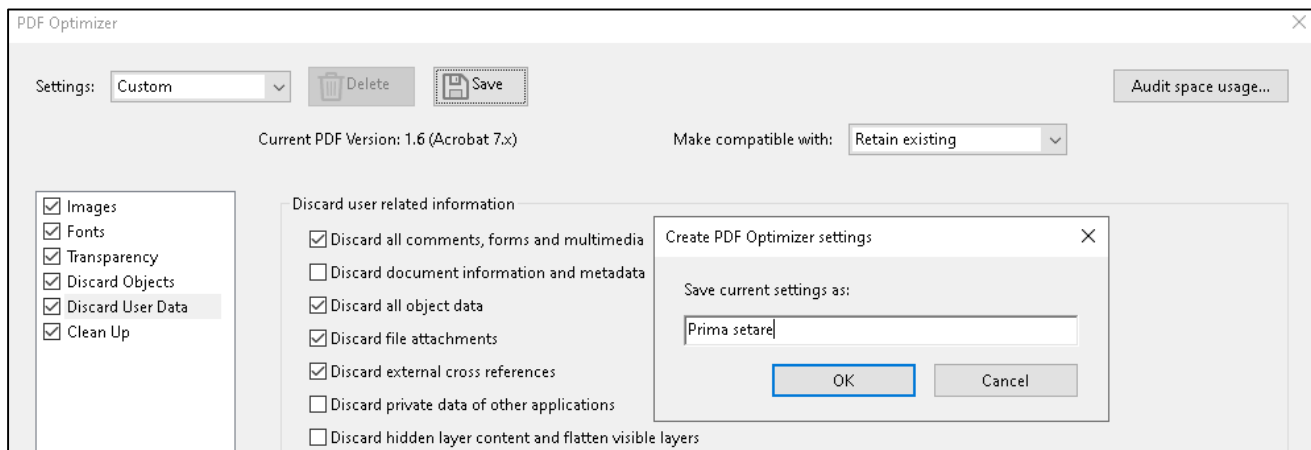 PDF Optimizer
Settings: Custom Delete Save Audit space usage...
Current PDF Version: 1.6 (Acrobat 7.x) Make compatible with: Retain existing
Images
Fonts
Transparency
Discard Objects
Discard User Data
Clean Up
Discard user related information
Discard all comments, forms and multimedia
Discard document information and metadata
Discard all object data
Discard file attachments
Discard external cross references
Discard private data of other applications
Discard hidden layer content and flatten visible layers
Create PDF Optimizer settings
Save current settings as:
Prima setare
OK Cancel